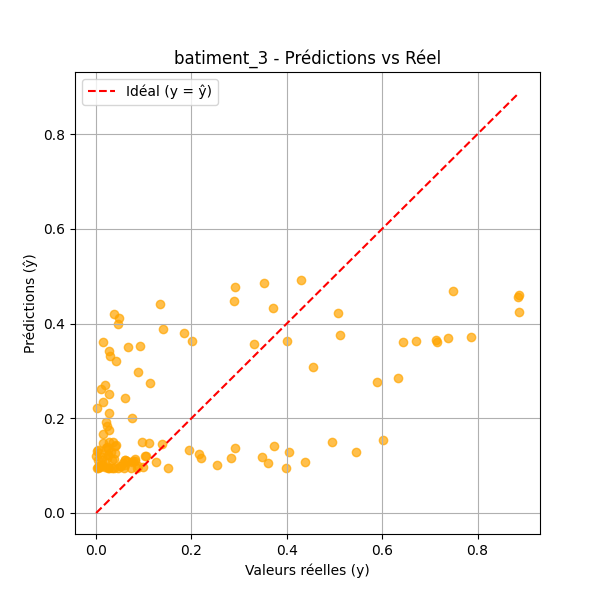 batiment_3 - Prédictions vs Réel
Idéal (y = ŷ)
Prédictions (ŷ)
0.8
0.6
0.4
0.2
0.0
0.0 0.2 0.4 0.6 0.8
Valeurs réelles (y)